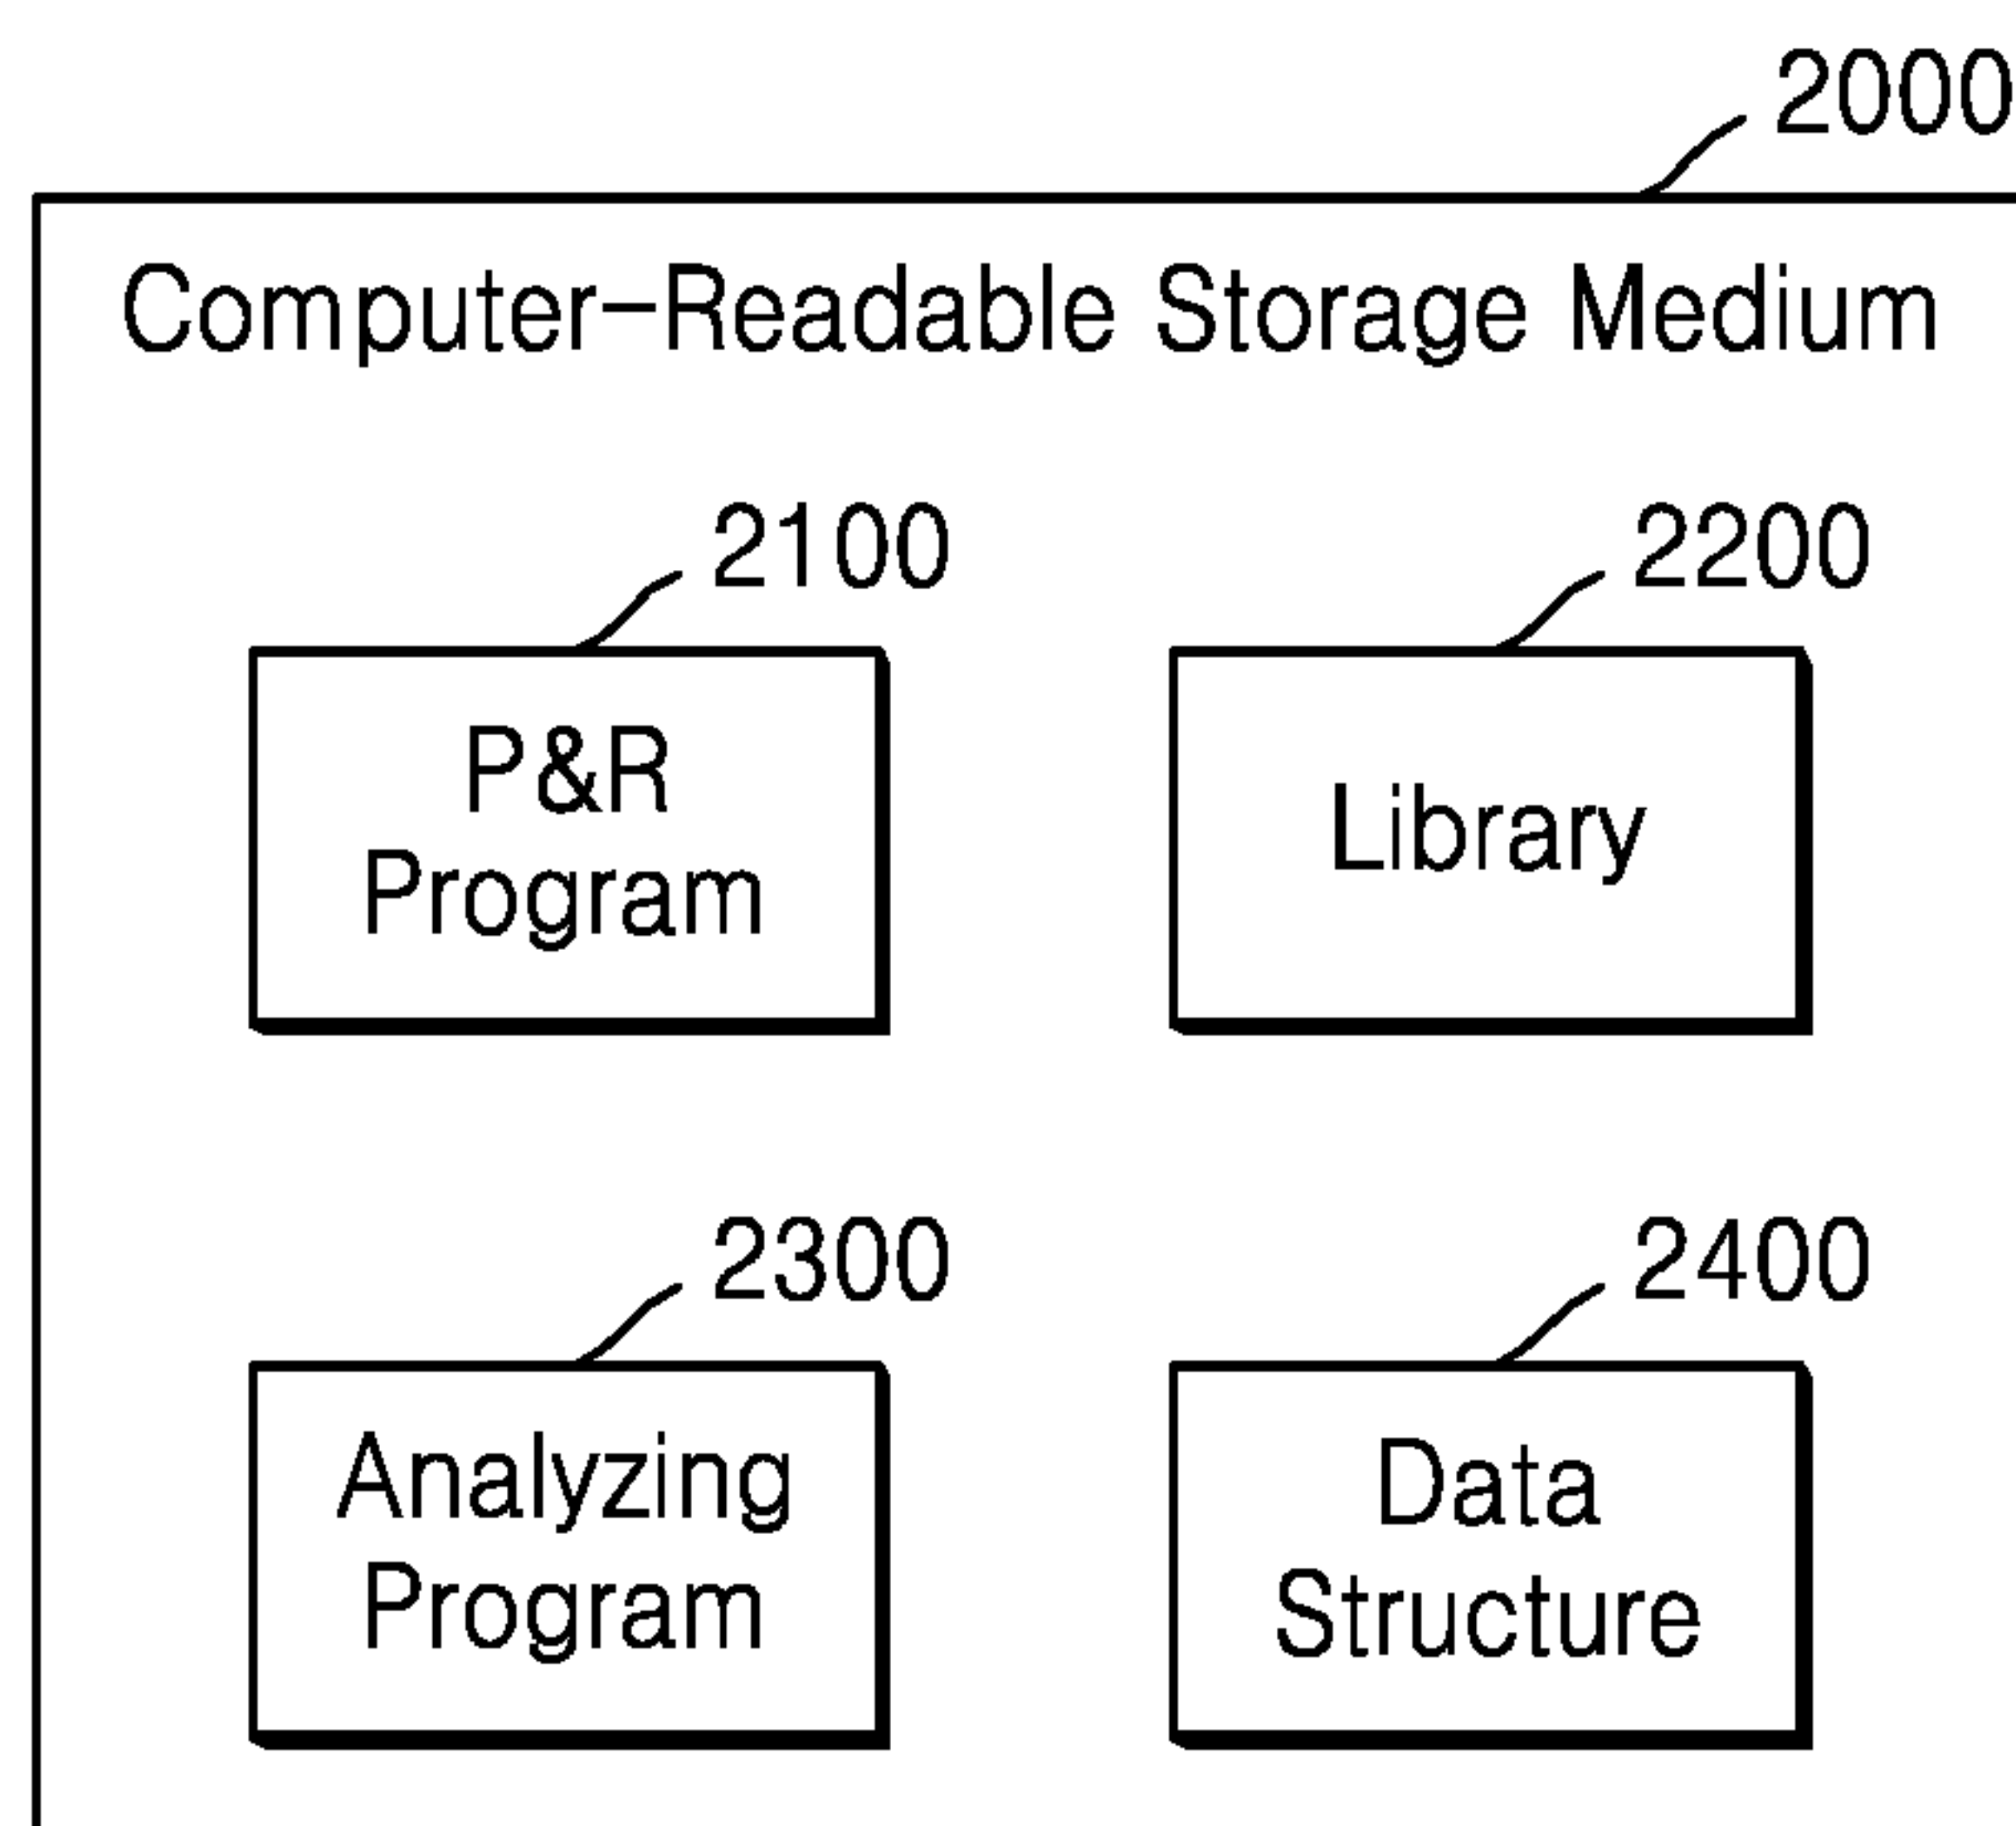 2000
Computer-Readable Storage Medium
2100
2200
P&R
Program
Library
2300
2400
Analyzing
Program
Data
Structure